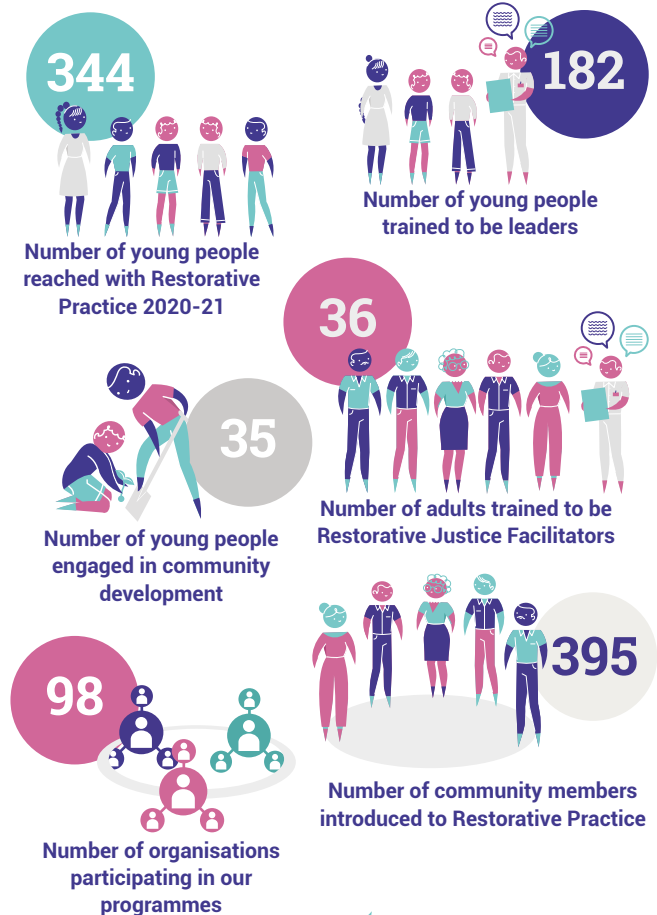 344
Number of young people
reached with Restorative
Practice 2020-21
182
Number of young people
trained to be leaders
36
Number of adults trained to be
Restorative Justice Facilitators
35
Number of young people
engaged in community
development
395
Number of community members
introduced to Restorative Practice
98
Number of organisations
participating in our
programmes